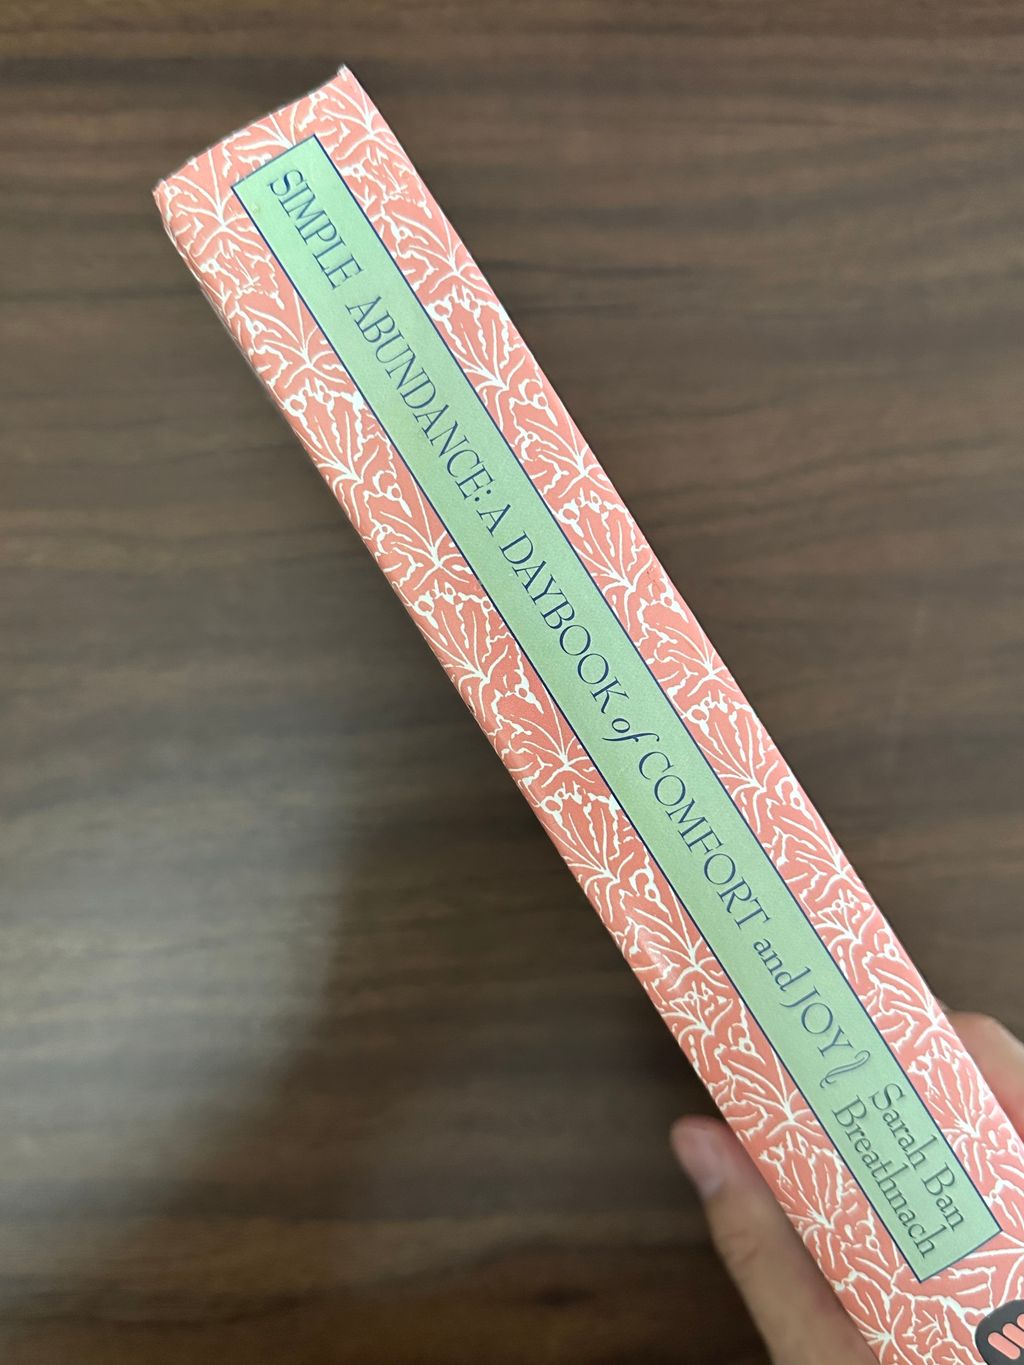 SIMPLE ABUNDANCE: A DAYBOOK of COMFORT and JOY
Sarah Ban
Breathnach